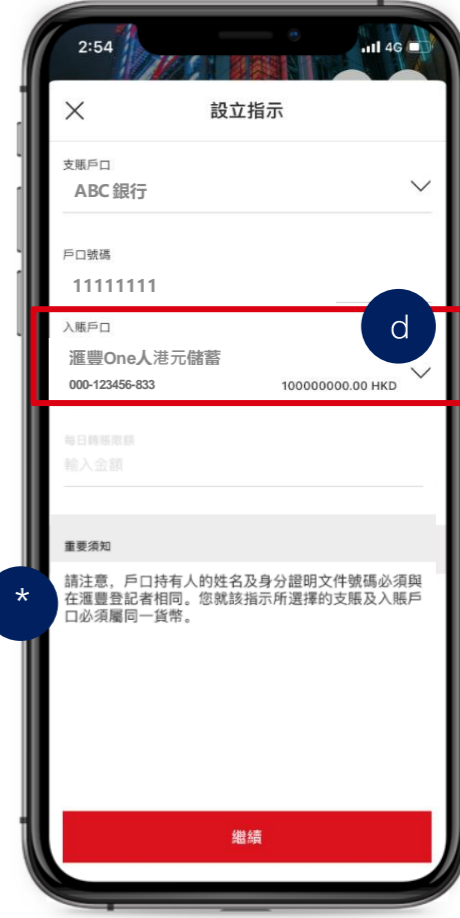 2:54
4G
設立指示
支賬戶口
ABC 銀行
戶口號碼
11111111
d
入賬戶口
滙豐One人港元儲蓄
000-123456-833
100000000.00 HKD
每日轉賬限額
輸入金額
重要須知
*
請注意，戶口持有人的姓名及身分證明文件號碼必須與
在滙豐登記者相同。您就該指示所選擇的支賬及入賬戶
口必須屬同一貨幣。
繼續